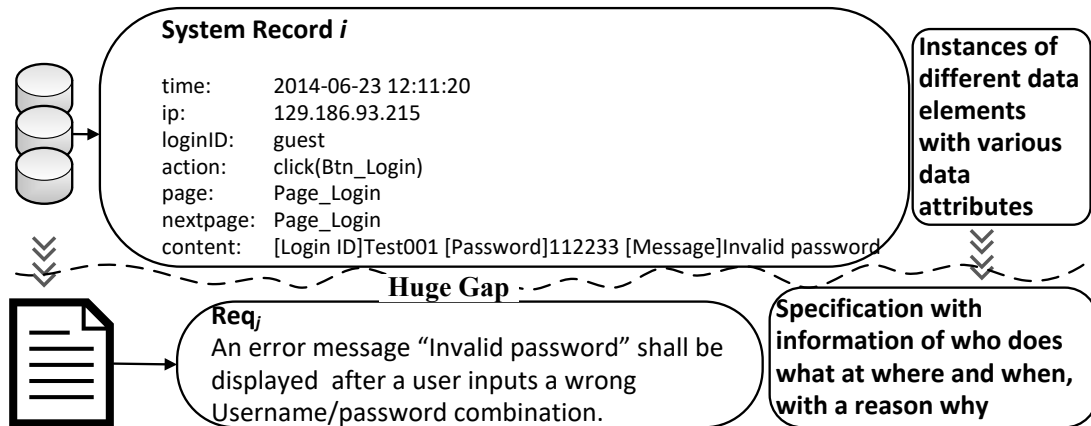 System Record i
time: 2014-06-23 12:11:20
ip: 129.186.93.215
loginID: guest
action: click(Btn_Login)
page: Page_Login
nextpage: Page_Login
content: [Login ID]Test001 [Password]112233 [Message]Invalid password
Instances of
different data
elements
with various
data
attributes
Huge Gap
Reqj
An error message “Invalid password” shall be
displayed after a user inputs a wrong
Username/password combination.
Specification with
information of who does
what at where and when,
with a reason why